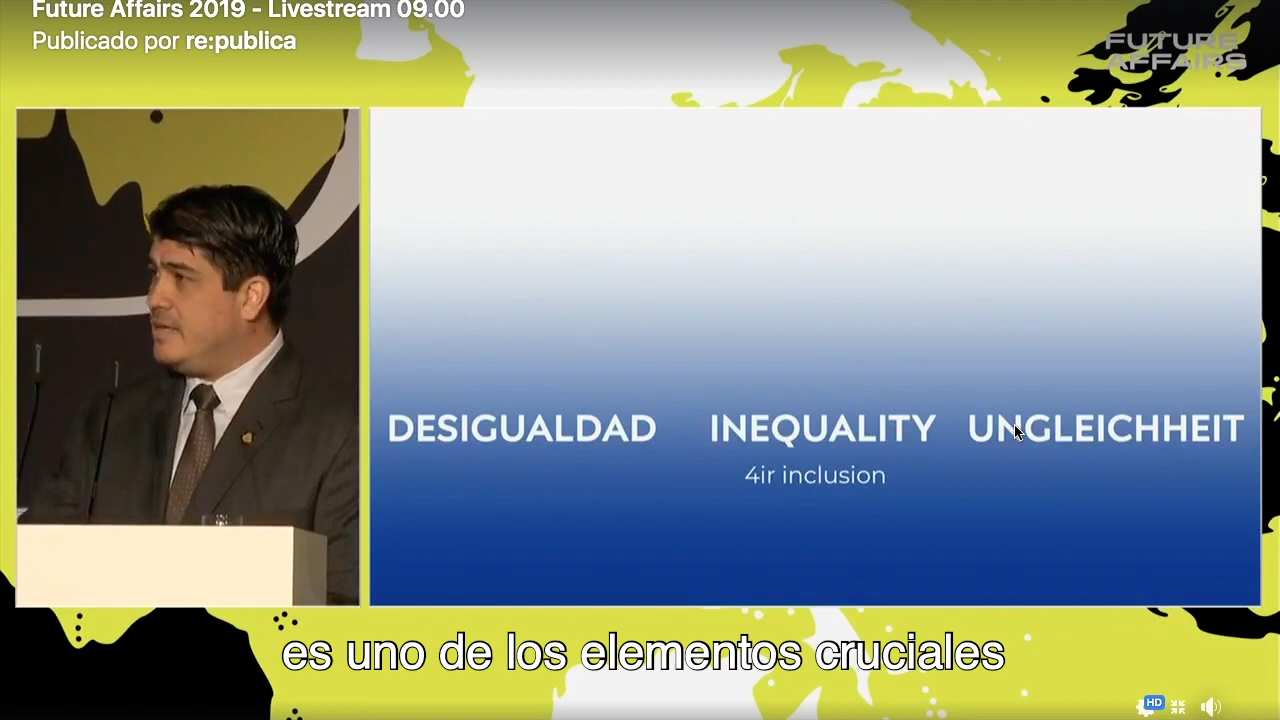 Future Affairs 2019 - Livestream 09.00
Publicado por re:publica
FUTURE
AFFAIRS
DESIGUALDAD INEQUALITY UNGLEICHHEIT
4ir inclusion
es uno de los elementos cruciales
HD